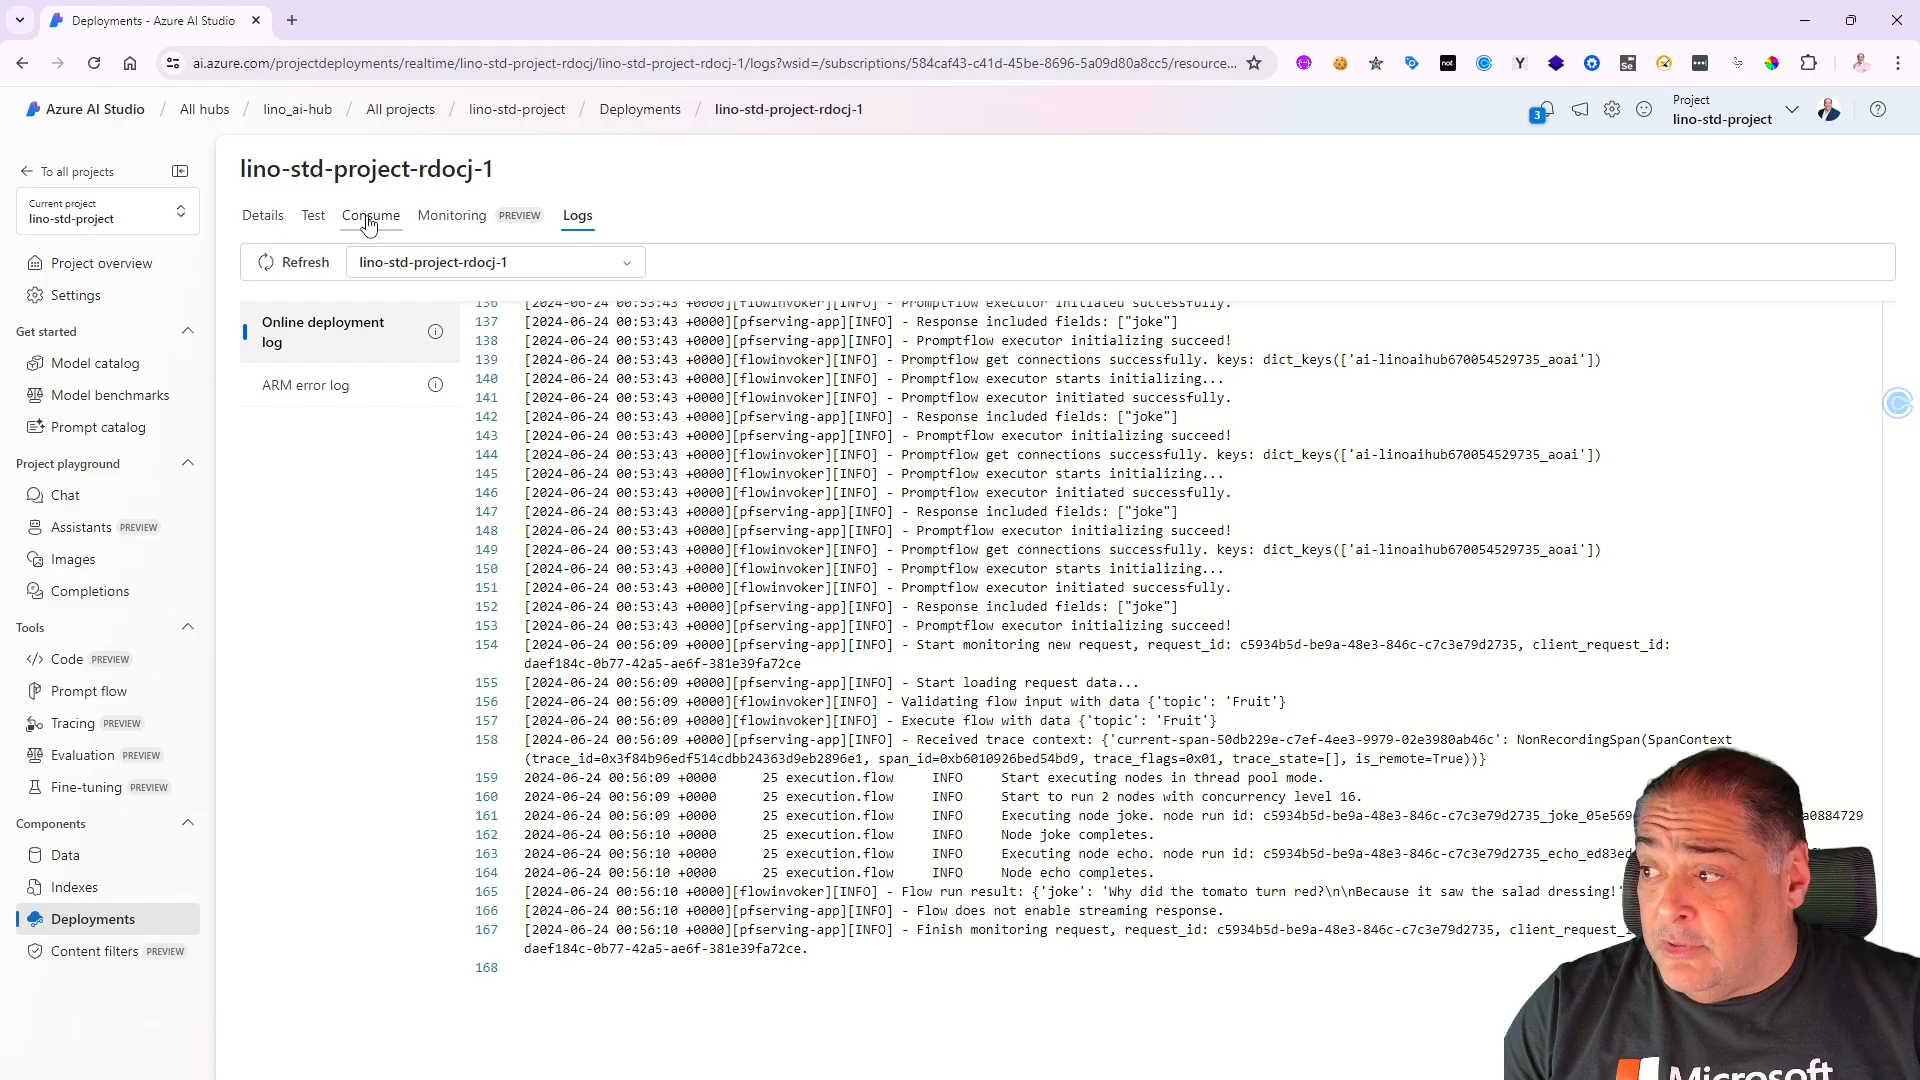 Deployments - Azure AI Studio
ai.azure.com/projectdeployments/realtime/lino-std-project-rdocj/lino-std-project-rdocj-1/logs?wsid=/subscriptions/584caf43-c41d-45be-8696-5a09d80a8cc5/resource...
Azure AI Studio / All hubs / lino_ai-hub / All projects / lino-std-project / Deployments / lino-std-project-rdocj-1
3
Project
lino-std-project
To all projects
Current project
lino-std-project
Project overview
Settings
Get started
Model catalog
Model benchmarks
Prompt catalog
Project playground
Chat
Assistants PREVIEW
Images
Completions
Tools
Code PREVIEW
Prompt flow
Tracing PREVIEW
Evaluation PREVIEW
Fine-tuning PREVIEW
Components
Data
Indexes
Deployments
Content filters PREVIEW
lino-std-project-rdocj-1
Details Test Consume Monitoring PREVIEW Logs
Refresh lino-std-project-rdocj-1
Online deployment
log
ARM error log
136 [2024-06-24 00:53:43 +0000][flowinvoker][INFO] - Promptflow executor initiated successfully.
137 [2024-06-24 00:53:43 +0000][pfserving-app][INFO] - Response included fields: ["joke"]
138 [2024-06-24 00:53:43 +0000][pfserving-app][INFO] - Promptflow executor initializing succeed!
139 [2024-06-24 00:53:43 +0000][flowinvoker][INFO] - Promptflow get connections successfully. keys: dict_keys(['ai-linoaihub670054529735_aoai'])
140 [2024-06-24 00:53:43 +0000][flowinvoker][INFO] - Promptflow executor starts initializing...
141 [2024-06-24 00:53:43 +0000][flowinvoker][INFO] - Promptflow executor initiated successfully.
142 [2024-06-24 00:53:43 +0000][pfserving-app][INFO] - Response included fields: ["joke"]
143 [2024-06-24 00:53:43 +0000][pfserving-app][INFO] - Promptflow executor initializing succeed!
144 [2024-06-24 00:53:43 +0000][flowinvoker][INFO] - Promptflow get connections successfully. keys: dict_keys(['ai-linoaihub670054529735_aoai'])
145 [2024-06-24 00:53:43 +0000][flowinvoker][INFO] - Promptflow executor starts initializing...
146 [2024-06-24 00:53:43 +0000][flowinvoker][INFO] - Promptflow executor initiated successfully.
147 [2024-06-24 00:53:43 +0000][pfserving-app][INFO] - Response included fields: ["joke"]
148 [2024-06-24 00:53:43 +0000][pfserving-app][INFO] - Promptflow executor initializing succeed!
149 [2024-06-24 00:53:43 +0000][flowinvoker][INFO] - Promptflow get connections successfully. keys: dict_keys(['ai-linoaihub670054529735_aoai'])
150 [2024-06-24 00:53:43 +0000][flowinvoker][INFO] - Promptflow executor starts initializing...
151 [2024-06-24 00:53:43 +0000][flowinvoker][INFO] - Promptflow executor initiated successfully.
152 [2024-06-24 00:53:43 +0000][pfserving-app][INFO] - Response included fields: ["joke"]
153 [2024-06-24 00:53:43 +0000][pfserving-app][INFO] - Promptflow executor initializing succeed!
154 [2024-06-24 00:56:09 +0000][pfserving-app][INFO] - Start monitoring new request, request_id: c5934b5d-be9a-48e3-846c-c7c3e79d2735, client_request_id:
daef184c-0b77-42a5-ae6f-381e39fa72ce
155 [2024-06-24 00:56:09 +0000][pfserving-app][INFO] - Start loading request data...
156 [2024-06-24 00:56:09 +0000][flowinvoker][INFO] - Validating flow input with data {'topic': 'Fruit'}
157 [2024-06-24 00:56:09 +0000][flowinvoker][INFO] - Execute flow with data {'topic': 'Fruit'}
158 [2024-06-24 00:56:09 +0000][pfserving-app][INFO] - Received trace context: {'current-span-50db229e-c7ef-4ee3-9979-02e3980ab46c': NonRecordingSpan(SpanContext
(trace_id=0x3f84b96edf514cdbb24363d9eb2896e1, span_id=0xb6010926bed54bd9, trace_flags=0x01, trace_state=[], is_remote=True))}
159 2024-06-24 00:56:09 +0000 25 execution.flow INFO Start executing nodes in thread pool mode.
160 2024-06-24 00:56:09 +0000 25 execution.flow INFO Start to run 2 nodes with concurrency level 16.
161 2024-06-24 00:56:09 +0000 25 execution.flow INFO Executing node joke. node run id: c5934b5d-be9a-48e3-846c-c7c3e79d2735_joke_05e569 a0884729
162 2024-06-24 00:56:10 +0000 25 execution.flow INFO Node joke completes.
163 2024-06-24 00:56:10 +0000 25 execution.flow INFO Executing node echo. node run id: c5934b5d-be9a-48e3-846c-c7c3e79d2735_echo_ed83ed
164 2024-06-24 00:56:10 +0000 25 execution.flow INFO Node echo completes.
165 [2024-06-24 00:56:10 +0000][flowinvoker][INFO] - Flow run result: {'joke': 'Why did the tomato turn red?\n\nBecause it saw the salad dressing!'
166 [2024-06-24 00:56:10 +0000][pfserving-app][INFO] - Flow does not enable streaming response.
167 [2024-06-24 00:56:10 +0000][pfserving-app][INFO] - Finish monitoring request, request_id: c5934b5d-be9a-48e3-846c-c7c3e79d2735, client_request_
daef184c-0b77-42a5-ae6f-381e39fa72ce.
168
Microsoft